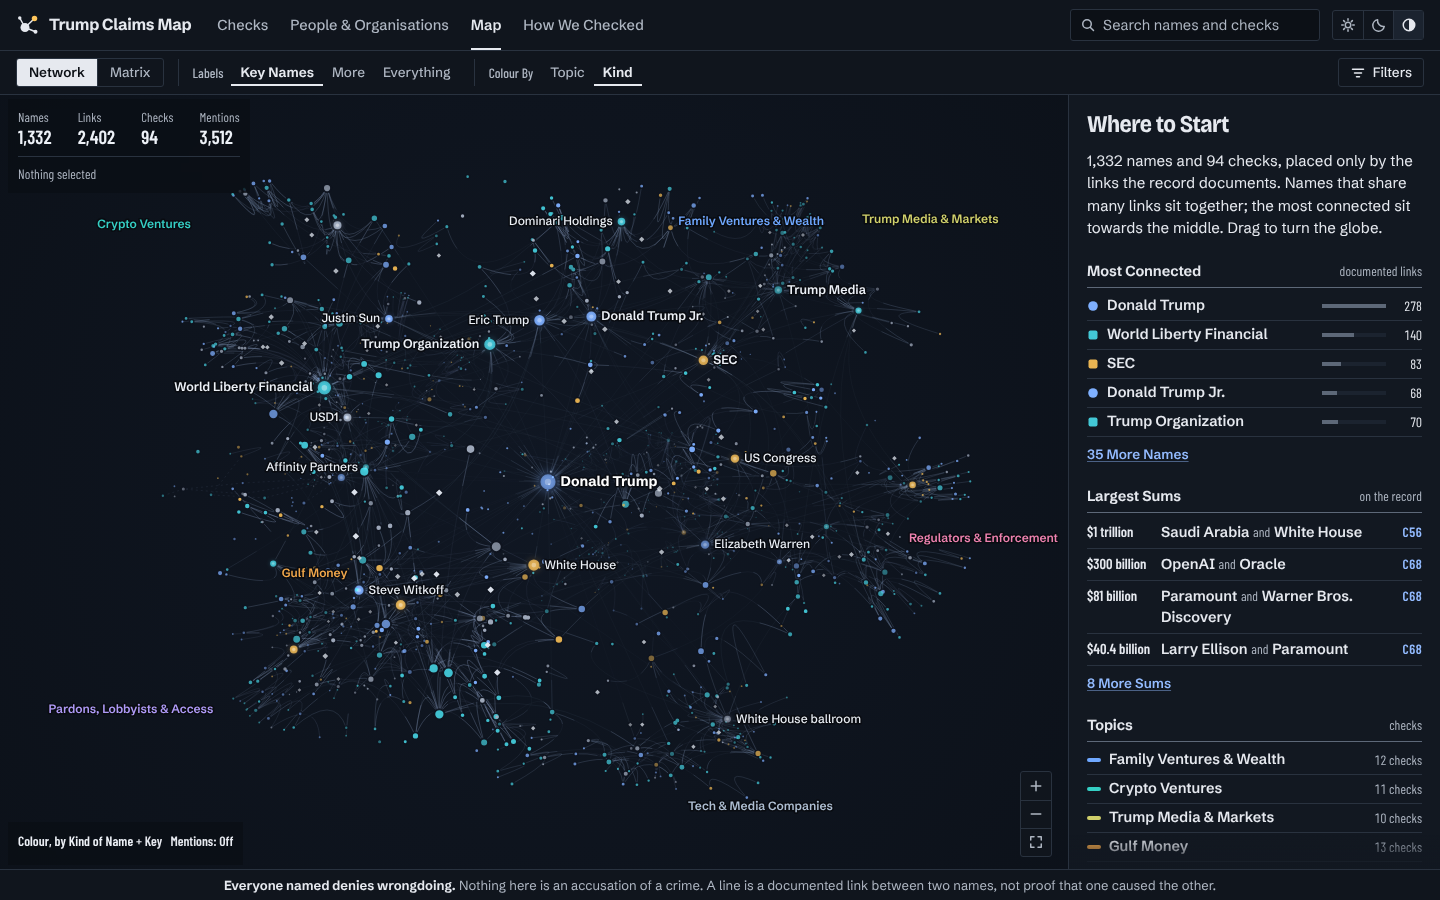 Trump Claims Map
Checks
People & Organisations
Map
How We Checked
Search names and checks
Network
Matrix
Labels
Key Names
More
Everything
Colour By
Topic
Kind
Filters
Names
Links
Checks
Mentions
1,332
2,402
94
3,512
Nothing selected
Crypto Ventures
Dominari Holdings
Family Ventures & Wealth
Trump Media & Markets
Trump Media
Justin Sun
Eric Trump
Donald Trump Jr.
Trump Organization
SEC
World Liberty Financial
USD1
Affinity Partners
US Congress
Donald Trump
Regulators & Enforcement
Elizabeth Warren
White House
Gulf Money
Steve Witkoff
Pardons, Lobbyists & Access
White House ballroom
Tech & Media Companies
Colour, by Kind of Name + Key
Mentions: Off
Where to Start
1,332 names and 94 checks, placed only by the
links the record documents. Names that share
many links sit together; the most connected sit
towards the middle. Drag to turn the globe.
Most Connected
documented links
Donald Trump 278
World Liberty Financial 140
SEC 83
Donald Trump Jr. 68
Trump Organization 70
35 More Names
Largest Sums
on the record
$1 trillion Saudi Arabia and White House C56
$300 billion OpenAI and Oracle C68
$81 billion Paramount and Warner Bros. C68
Discovery
$40.4 billion Larry Ellison and Paramount C68
8 More Sums
Topics
checks
Family Ventures & Wealth 12 checks
Crypto Ventures 11 checks
Trump Media & Markets 10 checks
Gulf Money 13 checks
Everyone named denies wrongdoing. Nothing here is an accusation of a crime. A line is a documented link between two names, not proof that one caused the other.